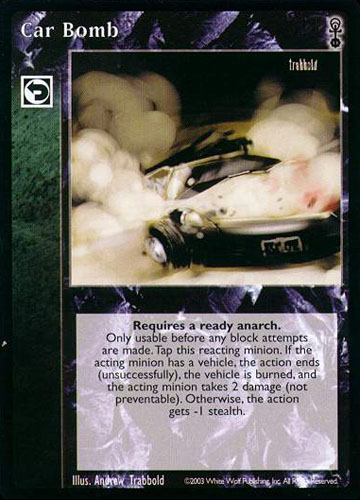 Car Bomb
trabbold
Requires a ready anarch.
Only usable before any block attempts
are made. Tap this reacting minion. If the
acting minion has a vehicle, the action ends
(unsuccessfully), the vehicle is burned, and
the acting minion takes 2 damage (not
preventable). Otherwise, the action
gets -1 stealth.
Illus. Andrew Trabbold
©2003 White Wolf Publishing, Inc. All Rights Reserved.